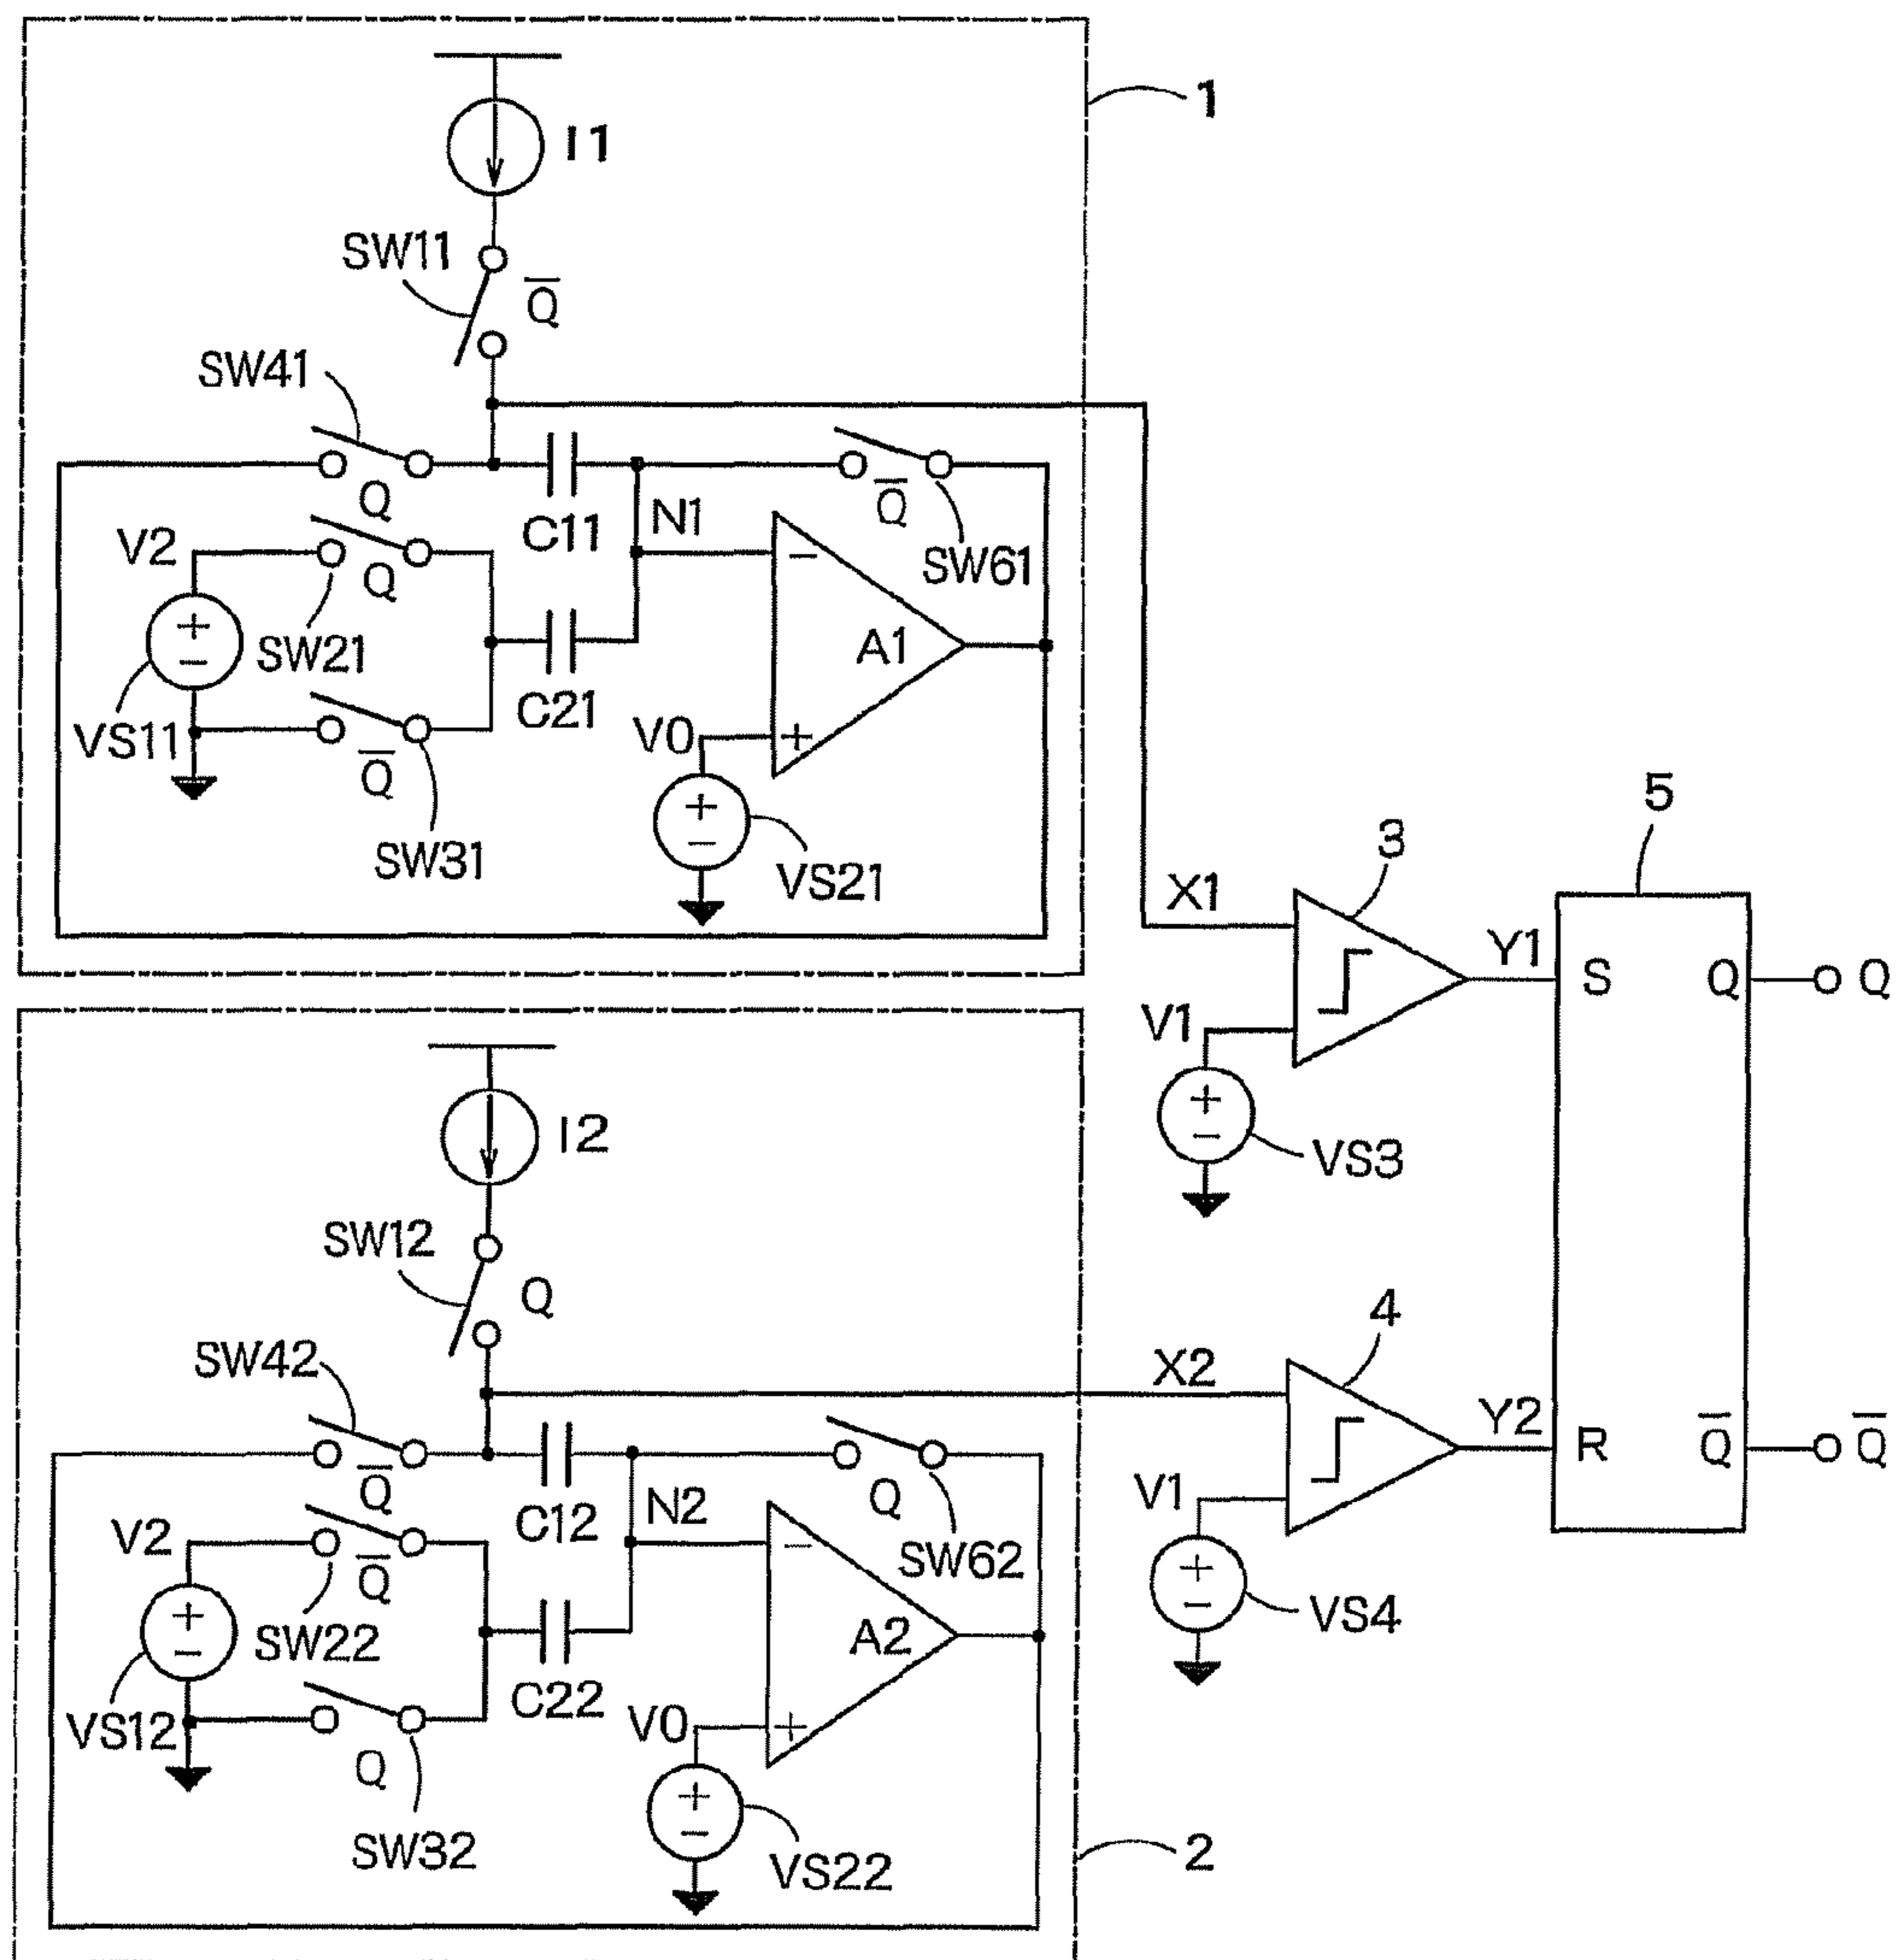 1
I1
SW11
Q̅
SW41
Q
C11
N1
Q̅
SW61
V2
Q
SW21
−
A1
+
−
VS11
C21
V0
+
Q̅
SW31
+
−
VS21
5
3
X1
Y1
S
Q
Q
V1
+
−
VS3
I2
SW12
Q
4
SW42
X2
Y2
R
Q̅
Q̅
Q̅
C12
N2
Q
SW62
V1
+
−
VS4
V2
Q̅
SW22
−
A2
+
−
VS12
C22
V0
+
Q
SW32
+
−
VS22
2